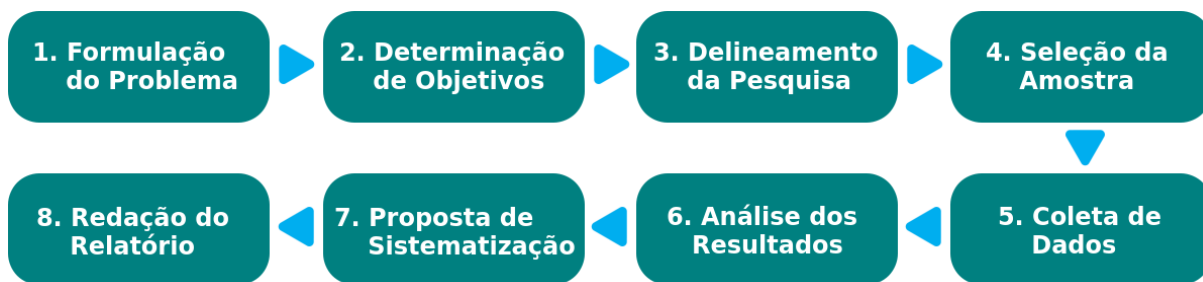 1. Formulação
do Problema
2. Determinação
de Objetivos
3. Delineamento
da Pesquisa
4. Seleção da
Amostra
5. Coleta de
Dados
6. Análise dos
Resultados
7. Proposta de
Sistematização
8. Redação do
Relatório